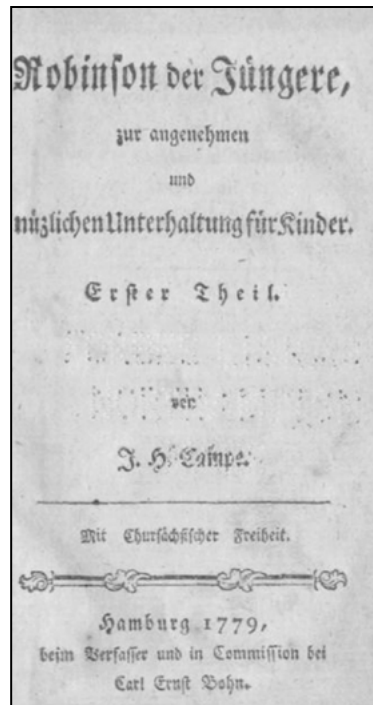 Robinson der Jüngere,
zur angenehmen
und
nüzlichen Unterhaltung für Kinder.
Erster Theil.
von
J. H. Campe.
Mit Chursächsischer Freiheit.
Hamburg 1779,
beim Verfasser und in Commission bei
Carl Ernst Bohn.